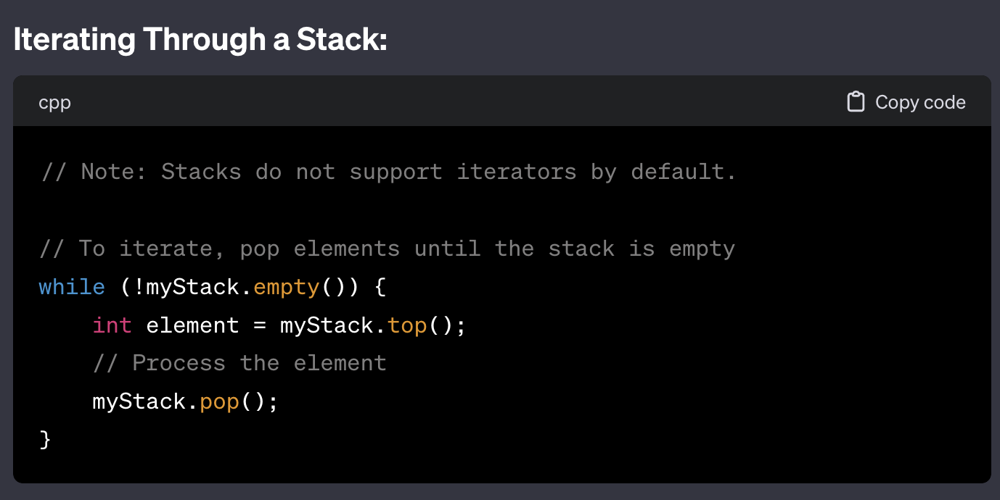 Iterating Through a Stack:
cpp
Copy code
// Note: Stacks do not support iterators by default.
// To iterate, pop elements until the stack is empty
while (!myStack.empty()) {
    int element = myStack.top();
    // Process the element
    myStack.pop();
}